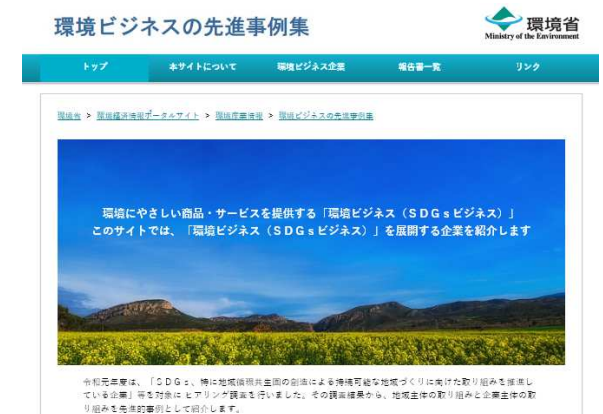 環境ビジネスの先進事例集
環境省
Ministry of the Environment
トップ 本サイトについて 環境ビジネス企業 報告書一覧 リンク
環境省 > 環境経済情報ポータルサイト > 環境産業情報 > 環境ビジネスの先進事例集
環境にやさしい商品・サービスを提供する「環境ビジネス（ＳＤＧｓビジネス）」
このサイトでは、「環境ビジネス（ＳＤＧｓビジネス）」を展開する企業を紹介します
令和元年度は、「ＳＤＧｓ、特に地域循環共生圏の創造による持続可能な地域づくりに向けた取り組みを推進し
ている企業」等を対象にヒアリング調査を行いました。その調査結果から、地域主体の取り組みと企業主体の取
り組みを先進的事例として紹介します。